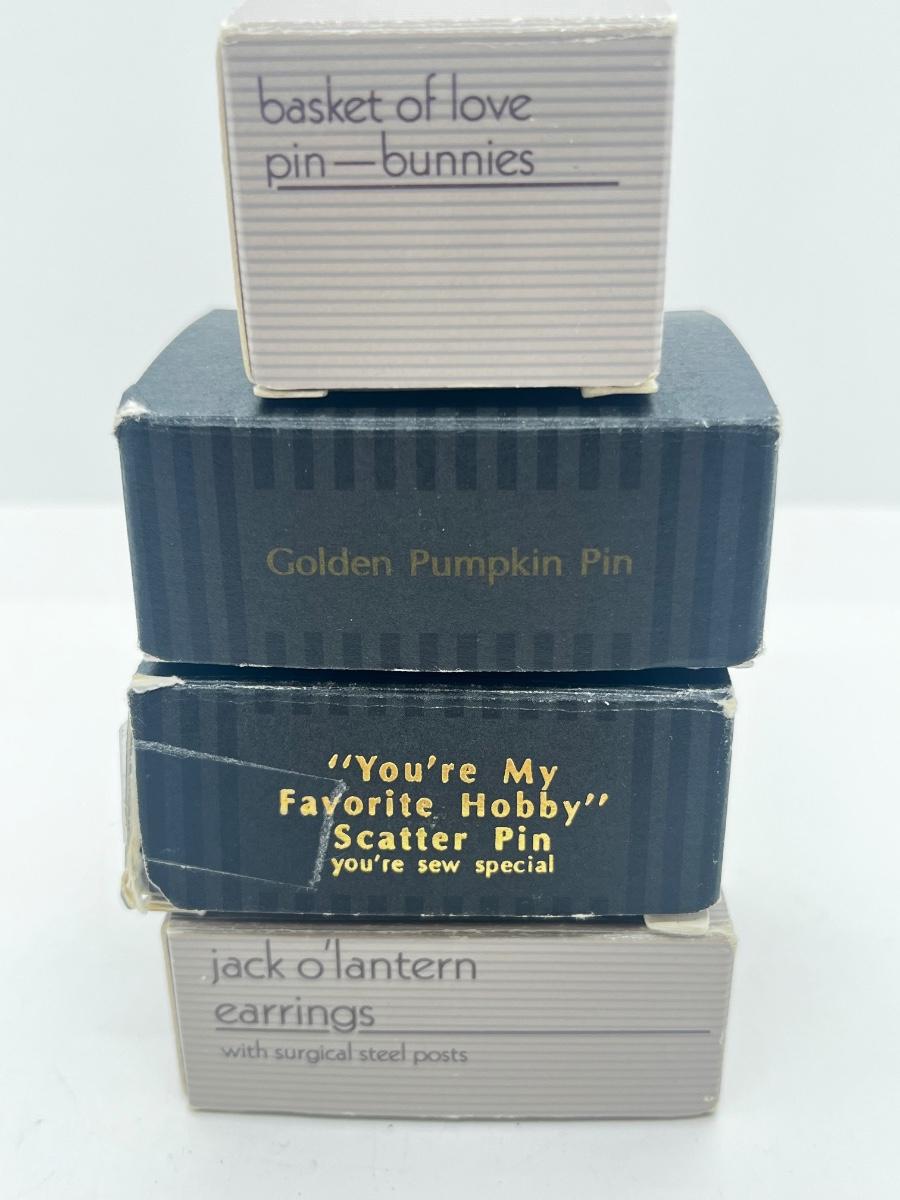 basket of love
pin—bunnies
Golden Pumpkin Pin
"You're My
Favorite Hobby"
Scatter Pin
you're sew special
jack o'lantern
earrings
with surgical steel posts